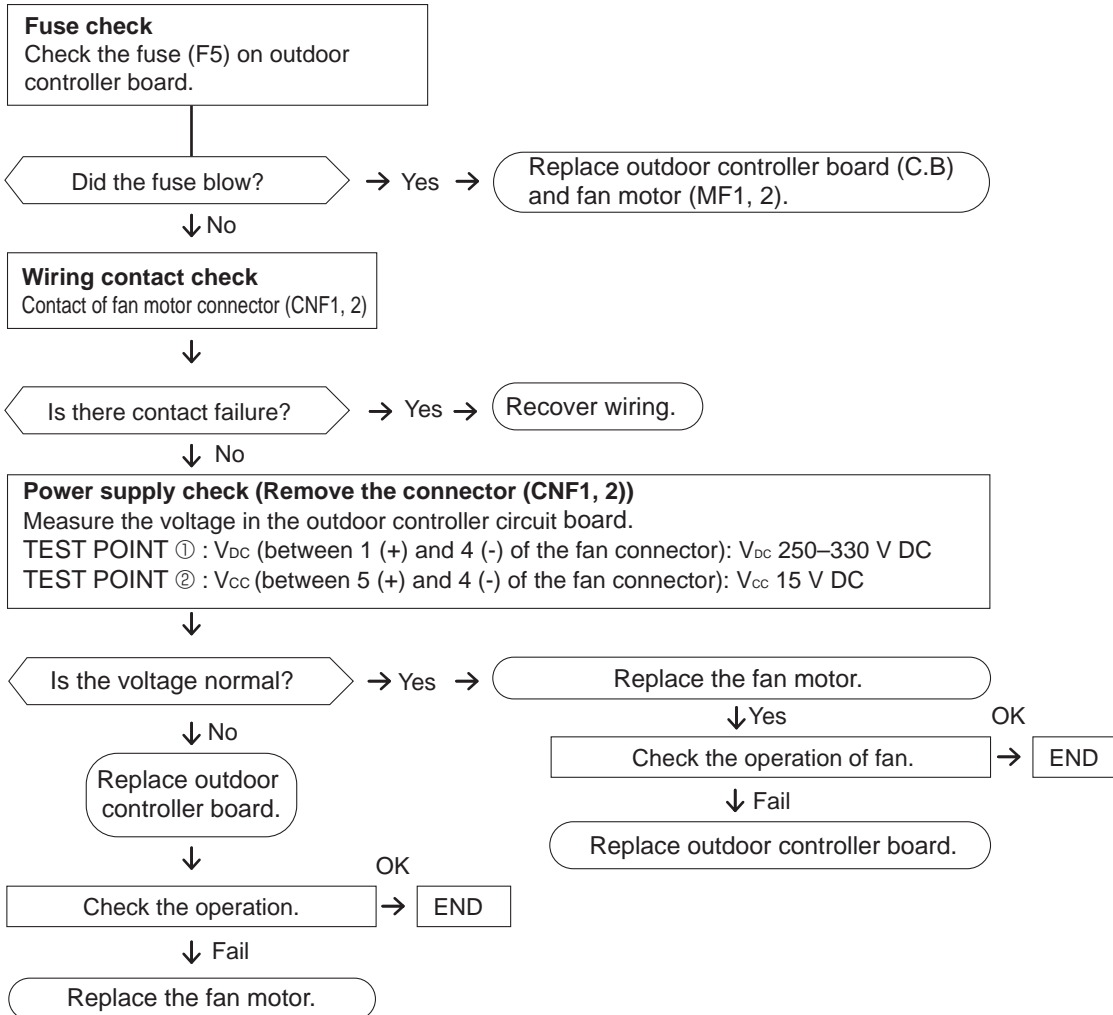 Fuse check
Check the fuse (F5) on outdoor
controller board.
Did the fuse blow?
→ Yes →
Replace outdoor controller board (C.B)
and fan motor (MF1, 2).
↓ No
Wiring contact check
Contact of fan motor connector (CNF1, 2)
↓
Is there contact failure?
→ Yes →
Recover wiring.
↓ No
Power supply check (Remove the connector (CNF1, 2))
Measure the voltage in the outdoor controller circuit board.
TEST POINT ① : VDC (between 1 (+) and 4 (-) of the fan connector): VDC 250–330 V DC
TEST POINT ② : VCC (between 5 (+) and 4 (-) of the fan connector): VCC 15 V DC
↓
Is the voltage normal?
→ Yes →
Replace the fan motor.
↓ Yes
Check the operation of fan.
OK
→
END
↓ Fail
Replace outdoor controller board.
↓ No
Replace outdoor
controller board.
↓
Check the operation.
OK
→
END
↓ Fail
Replace the fan motor.